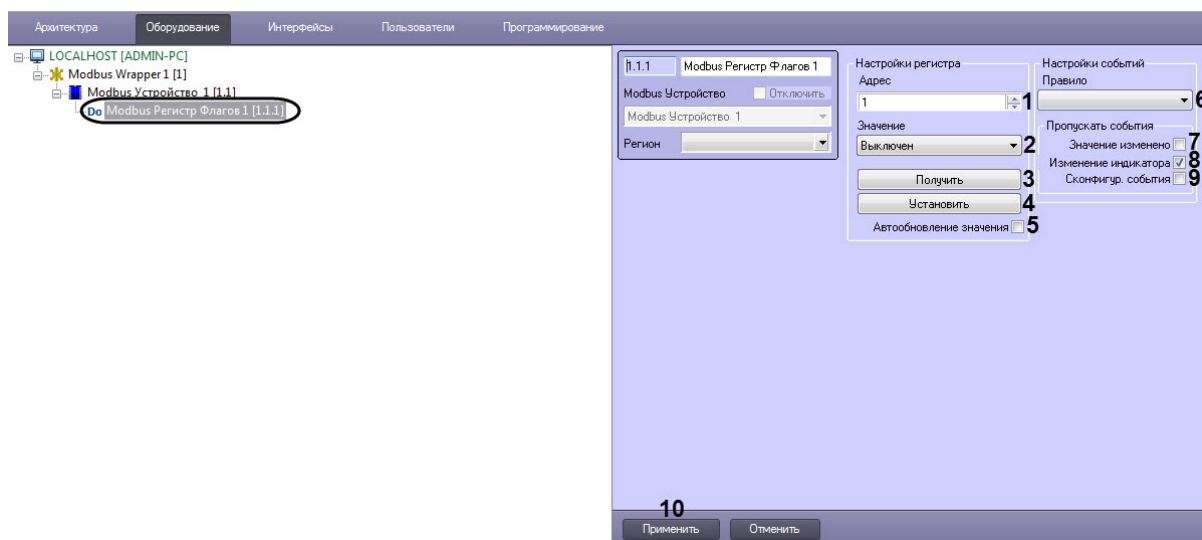 Архитектура Оборудование Интерфейсы Пользователи Программирование
LOCALHOST [ADMIN-PC]
Modbus Wrapper 1 [1]
Modbus Устройство 1 [1.1]
Do Modbus Регистр Флагов 1 [1.1.1]
1.1.1 Modbus Регистр Флагов 1
Modbus Устройство Отключить
Modbus Устройство 1
Регион
Настройки регистра
Адрес
1 1
Значение
Выключен 2
Получить 3
Установить 4
Автообновление значения 5
Настройки событий
Правило
6
Пропускать события
Значение изменено 7
Изменение индикатора 8
Сконфигур. события 9
10
Применить Отменить